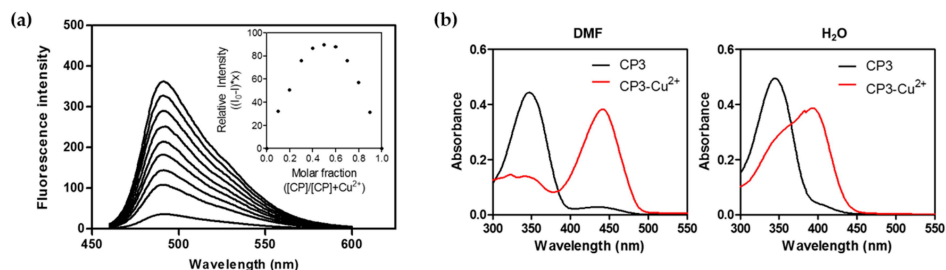 (a)
Fluorescence intensity
500
400
300
200
100
0
450
500
550
600
Wavelength (nm)
Relative Intensity
((I₀-I)*x)
100
80
60
40
20
0
0.0
0.2
0.4
0.6
0.8
1.0
Molar fraction
([CP]/[CP]+Cu²⁺)
(b)
DMF
Absorbance
0.6
0.4
0.2
0.0
300
350
400
450
500
550
Wavelength (nm)
CP3
CP3-Cu²⁺
H₂O
Absorbance
0.6
0.4
0.2
0.0
300
350
400
450
500
550
Wavelength (nm)
CP3
CP3-Cu²⁺